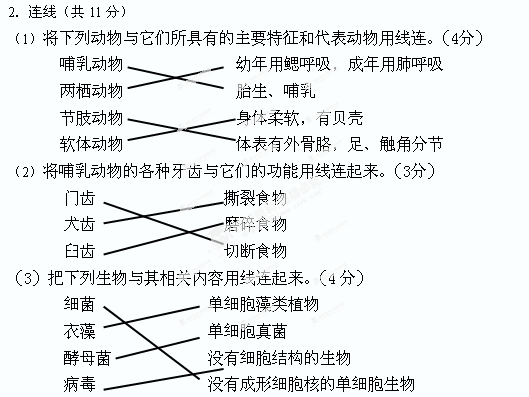 2. 连线（共 11 分）
（1）将下列动物与它们所具有的主要特征和代表动物用线连。（4分）
哺乳动物 幼年用鳃呼吸，成年用肺呼吸
两栖动物 胎生、哺乳
节肢动物 身体柔软，有贝壳
软体动物 体表有外骨胳，足、触角分节
（2）将哺乳动物的各种牙齿与它们的功能用线连起来。（3分）
门齿 撕裂食物
犬齿 磨碎食物
臼齿 切断食物
（3）把下列生物与其相关内容用线连起来。（4 分）
细菌 单细胞藻类植物
衣藻 单细胞真菌
酵母菌 没有细胞结构的生物
病毒 没有成形细胞核的单细胞生物